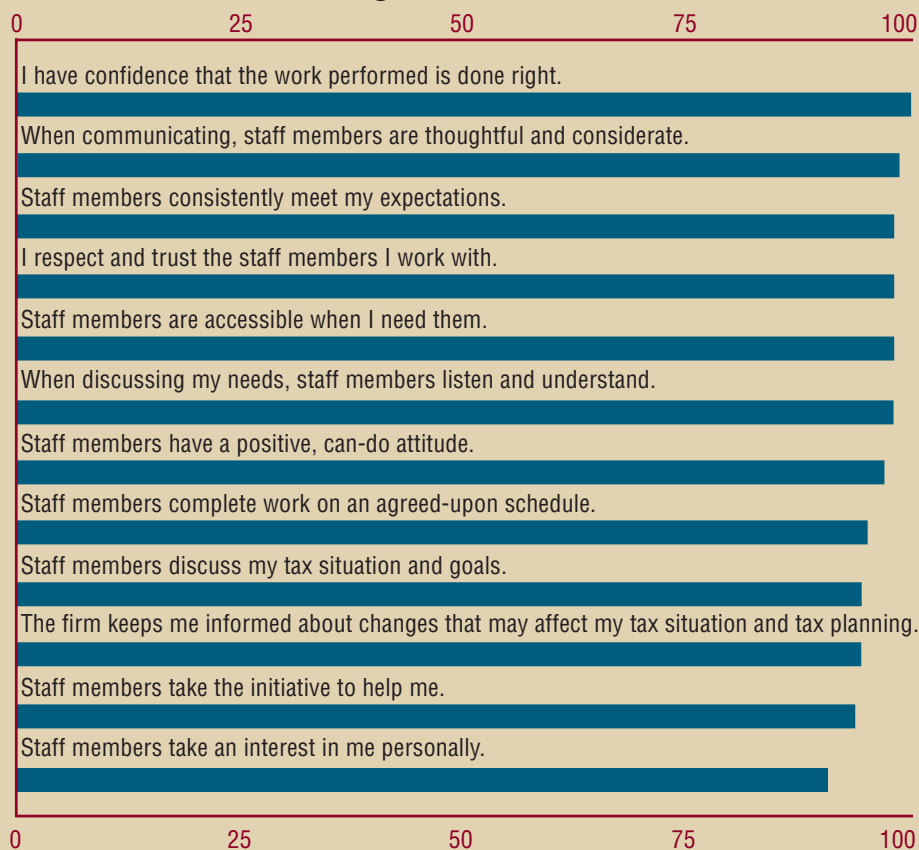 0 25 50 75 100
I have confidence that the work performed is done right.
When communicating, staff members are thoughtful and considerate.
Staff members consistently meet my expectations.
I respect and trust the staff members I work with.
Staff members are accessible when I need them.
When discussing my needs, staff members listen and understand.
Staff members have a positive, can-do attitude.
Staff members complete work on an agreed-upon schedule.
Staff members discuss my tax situation and goals.
The firm keeps me informed about changes that may affect my tax situation and tax planning.
Staff members take the initiative to help me.
Staff members take an interest in me personally.
0 25 50 75 100